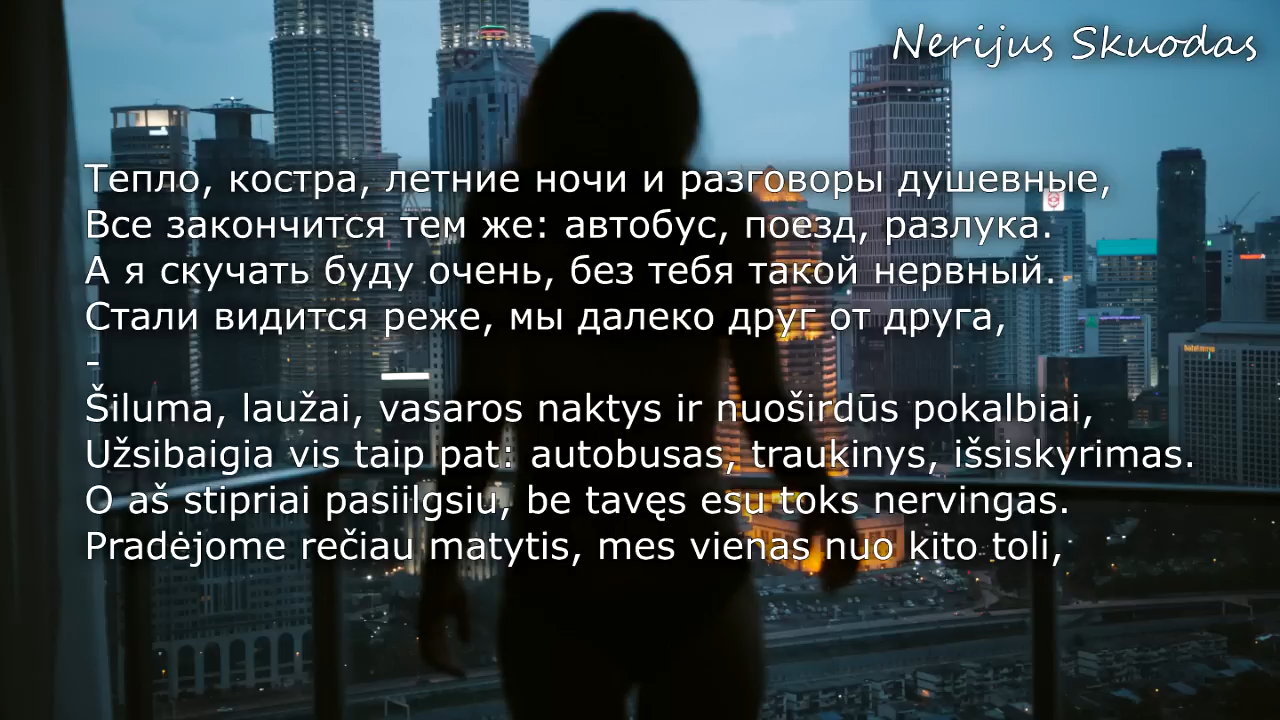 Nerijus Skuodas
Тепло, костра, летние ночи и разговоры душевные,
Все закончится тем же: автобус, поезд, разлука.
А я скучать буду очень, без тебя такой нервный.
Стали видится реже, мы далеко друг от друга,
-
Šiluma, laužai, vasaros naktys ir nuoširdūs pokalbiai,
Užsibaigia vis taip pat: autobusas, traukinys, išsiskyrimas.
O aš stipriai pasiilgsiu, be tavęs esu toks nervingas.
Pradėjome rečiau matytis, mes vienas nuo kito toli,